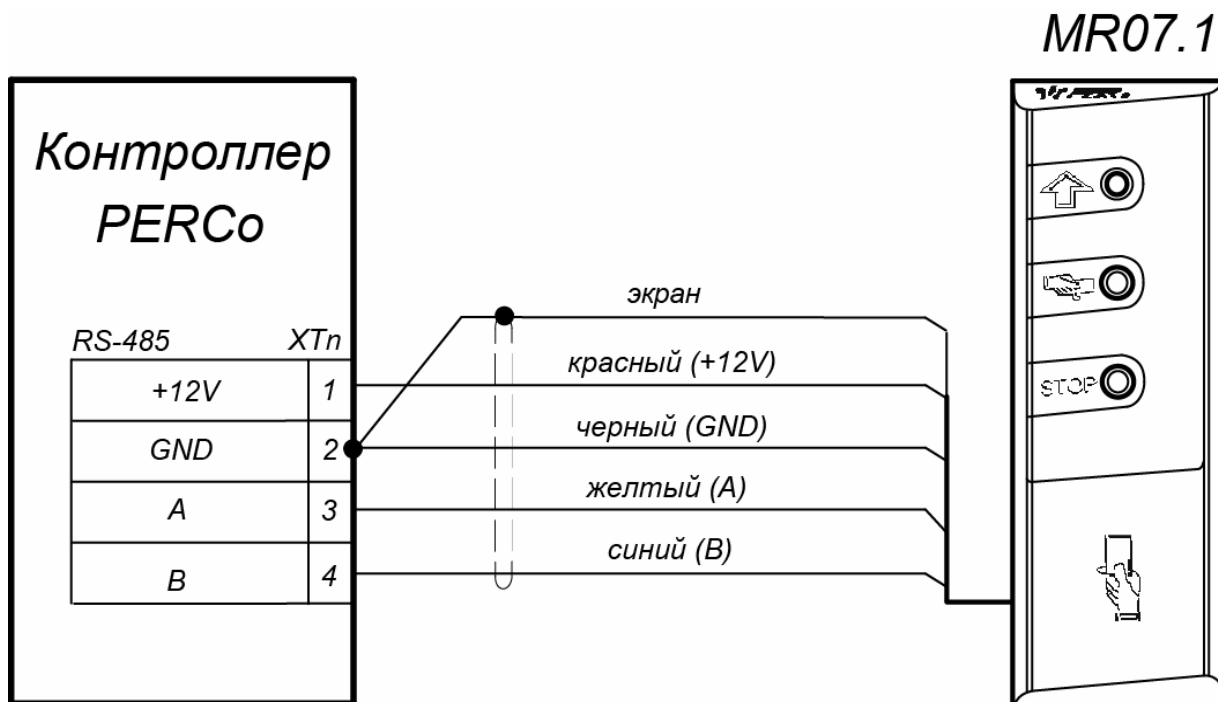 MR07.1
Контроллер
PERCo
экран
RS-485 XTn
красный (+12V)
+12V 1
черный (GND)
GND 2
желтый (A)
A 3
синий (B)
B 4
STOP